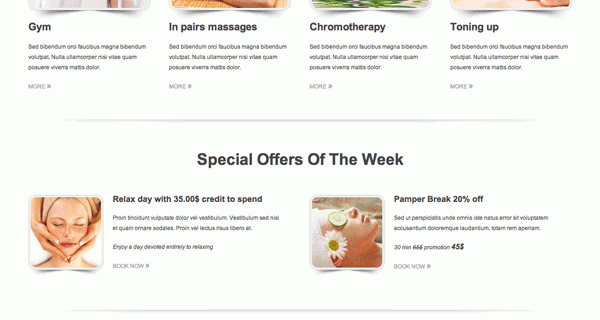 Gym
In pairs massages
Chromotherapy
Toning up
Sed bibendum orci faucibus magna bibendum
volutpat. Nulla ullamcorper nisi vitae quam
posuere viverra mattis dolor.
Sed bibendum orci faucibus magna bibendum
volutpat. Nulla ullamcorper nisi vitae quam
posuere viverra mattis dolor.
Sed bibendum orci faucibus magna bibendum
volutpat. Nulla ullamcorper nisi vitae quam
posuere viverra mattis dolor.
Sed bibendum orci faucibus magna bibendum
volutpat. Nulla ullamcorper nisi vitae quam
posuere viverra mattis dolor.
MORE »
MORE »
MORE »
MORE »
Special Offers Of The Week
Relax day with 35.00$ credit to spend
Proin tincidunt vulputate dolor vel vestibulum. Vestibulum sed nisi
et quam ornare sodales. Proin vel lectus risus libero at.
Enjoy a day devoted entirely to relaxing
BOOK NOW »
Pamper Break 20% off
Sed ut perspiciatis unde omnis iste natus error sit voluptatem
accusantium doloremque laudantium, totam rem aperiam.
30 min promotion 45$
BOOK NOW »